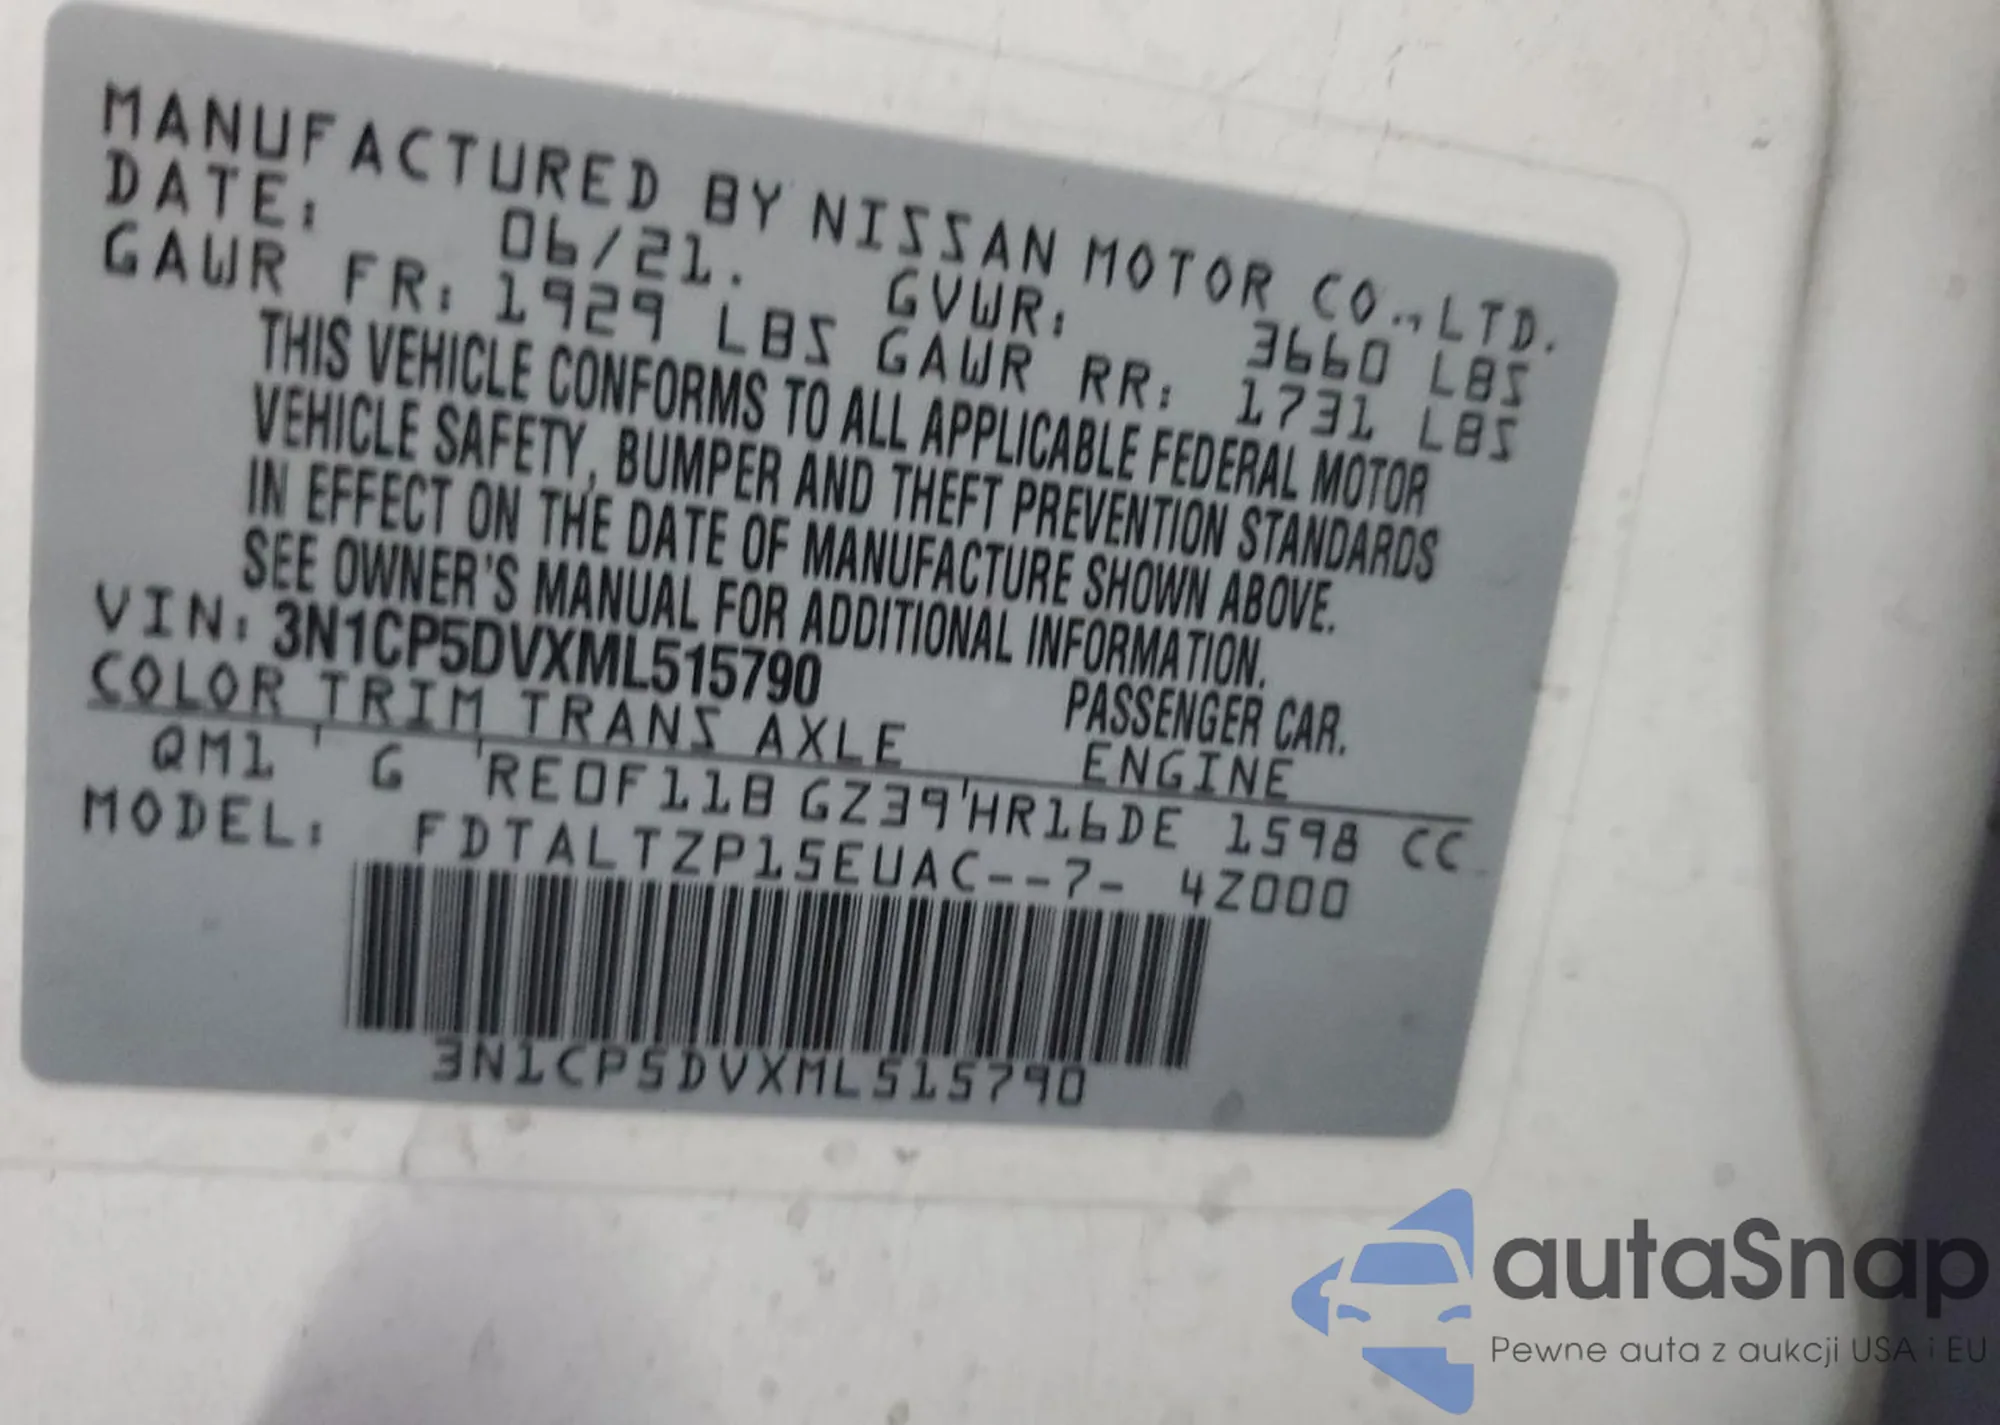 MANUFACTURED BY NISSAN MOTOR CO.,LTD.
DATE: 06/21. GVWR: 3660 LBS
GAWR FR: 1929 LBS GAWR RR: 1731 LBS
THIS VEHICLE CONFORMS TO ALL APPLICABLE FEDERAL MOTOR
VEHICLE SAFETY, BUMPER AND THEFT PREVENTION STANDARDS
IN EFFECT ON THE DATE OF MANUFACTURE SHOWN ABOVE.
SEE OWNER'S MANUAL FOR ADDITIONAL INFORMATION.
VIN: 3N1CP5DVXML515790 PASSENGER CAR.
COLOR TRIM TRANS AXLE ENGINE
QM1 G RE0F11B GZ39 HR16DE 1598 CC
MODEL: FDTALTZP15EUAC--7- 4Z000
3N1CP5DVXML515790
autaSnap
Pewne auta z aukcji USA i EU